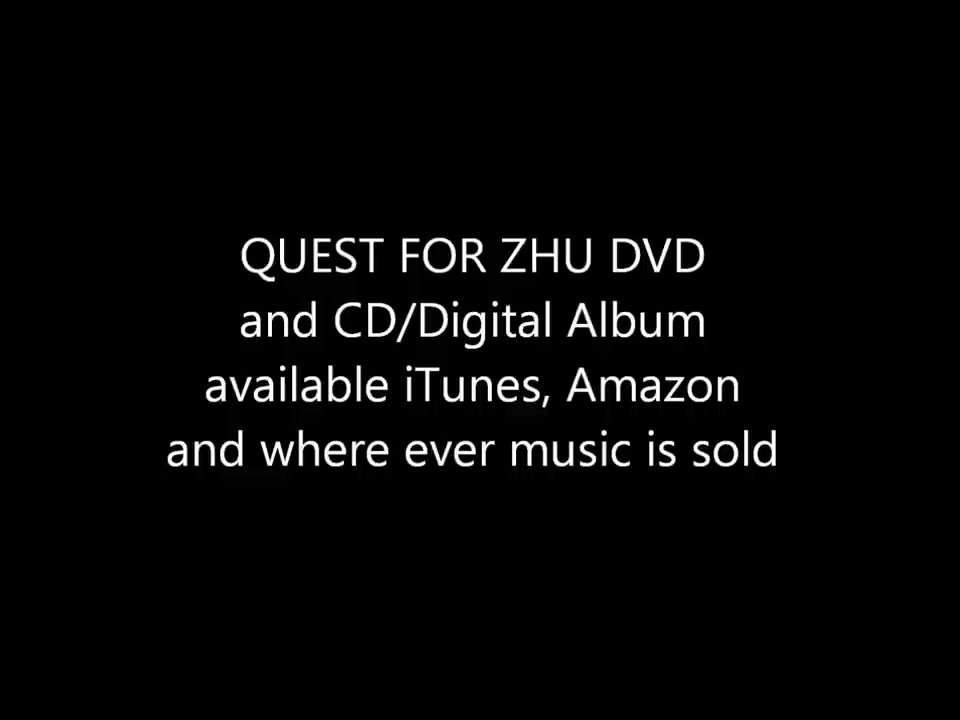 QUEST FOR ZHU DVD
and CD/Digital Album
available iTunes, Amazon
and where ever music is sold